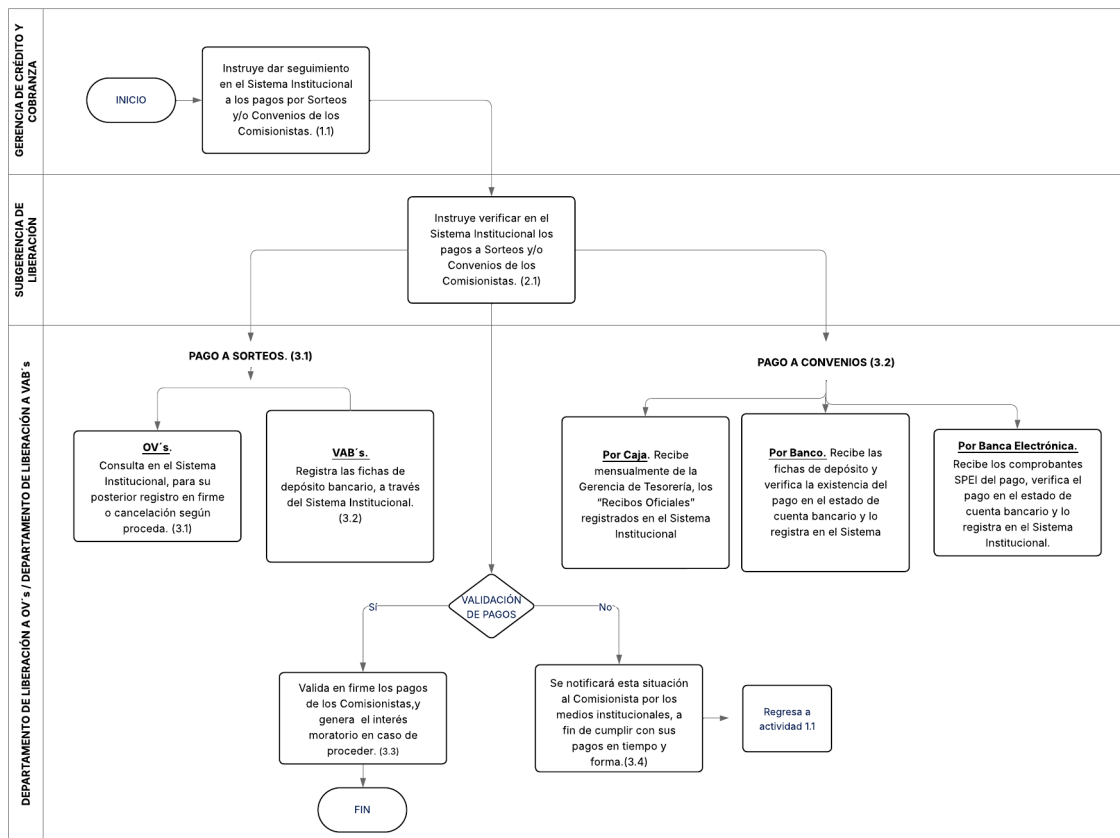 GERENCIA DE CRÉDITO Y
COBRANZA
INICIO
Instruye dar seguimiento
en el Sistema Institucional
a los pagos por Sorteos
y/o Convenios de los
Comisionistas. (1.1)
SUBGERENCIA DE
LIBERACIÓN
Instruye verificar en el
Sistema Institucional los
pagos a Sorteos y/o
Convenios de los
Comisionistas. (2.1)
DEPARTAMENTO DE LIBERACIÓN A OV´s / DEPARTAMENTO DE LIBERACIÓN A VAB´s
PAGO A SORTEOS. (3.1)
OV´s.
Consulta en el Sistema
Institucional, para su
posterior registro en firme
o cancelación según
proceda. (3.1)
VAB´s.
Registra las fichas de
depósito bancario, a través
del Sistema Institucional.
(3.2)
PAGO A CONVENIOS (3.2)
Por Caja. Recibe
mensualmente de la
Gerencia de Tesorería, los
“Recibos Oficiales”
registrados en el Sistema
Institucional
Por Banco. Recibe las
fichas de depósito y
verifica la existencia del
pago en el estado de
cuenta bancario y lo
registra en el Sistema
Por Banca Electrónica.
Recibe los comprobantes
SPEI del pago, verifica el
pago en el estado de
cuenta bancario y lo
registra en el Sistema
Institucional.
VALIDACIÓN
DE PAGOS
Sí
No
Valida en firme los pagos
de los Comisionistas,y
genera el interés
moratorio en caso de
proceder. (3.3)
Se notificará esta situación
al Comisionista por los
medios institucionales, a
fin de cumplir con sus
pagos en tiempo y
forma.(3.4)
Regresa a
actividad 1.1
FIN